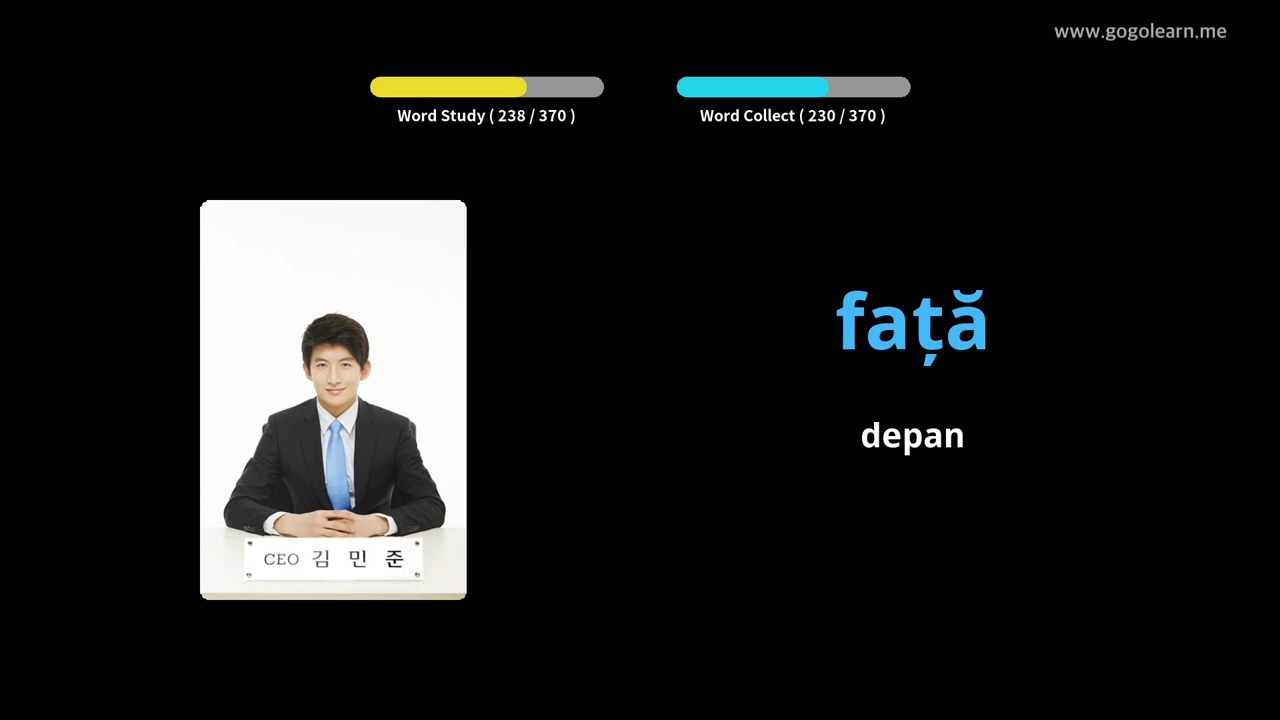 www.gogolearn.me
Word Study ( 238 / 370 )
Word Collect ( 230 / 370 )
față
depan
CEO 김 민 준